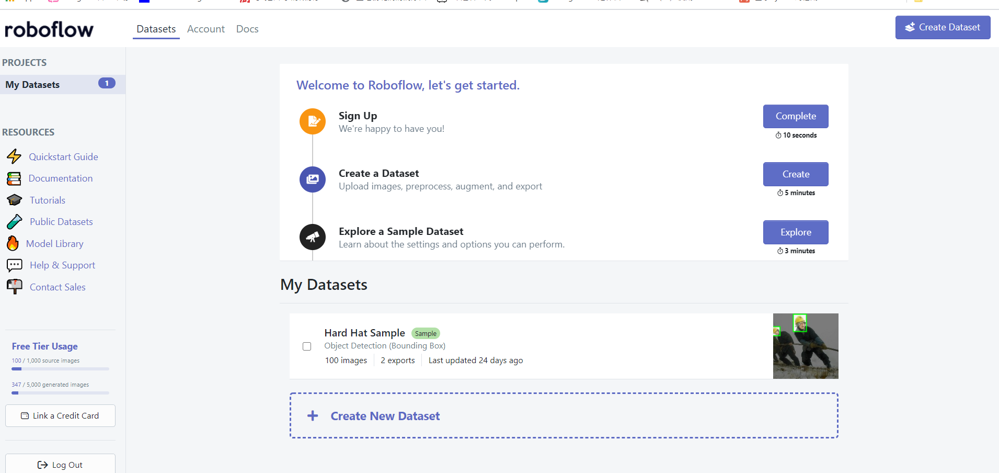 roboflow
Datasets Account Docs
Create Dataset
PROJECTS
My Datasets 1
RESOURCES
Quickstart Guide
Documentation
Tutorials
Public Datasets
Model Library
Help & Support
Contact Sales
Free Tier Usage
100 / 1,000 source images
347 / 5,000 generated images
Link a Credit Card
Log Out
Welcome to Roboflow, let's get started.
Sign Up
We're happy to have you!
Complete
10 seconds
Create a Dataset
Upload images, preprocess, augment, and export
Create
5 minutes
Explore a Sample Dataset
Learn about the settings and options you can perform.
Explore
3 minutes
My Datasets
Hard Hat Sample Sample
Object Detection (Bounding Box)
100 images 2 exports Last updated 24 days ago
Create New Dataset